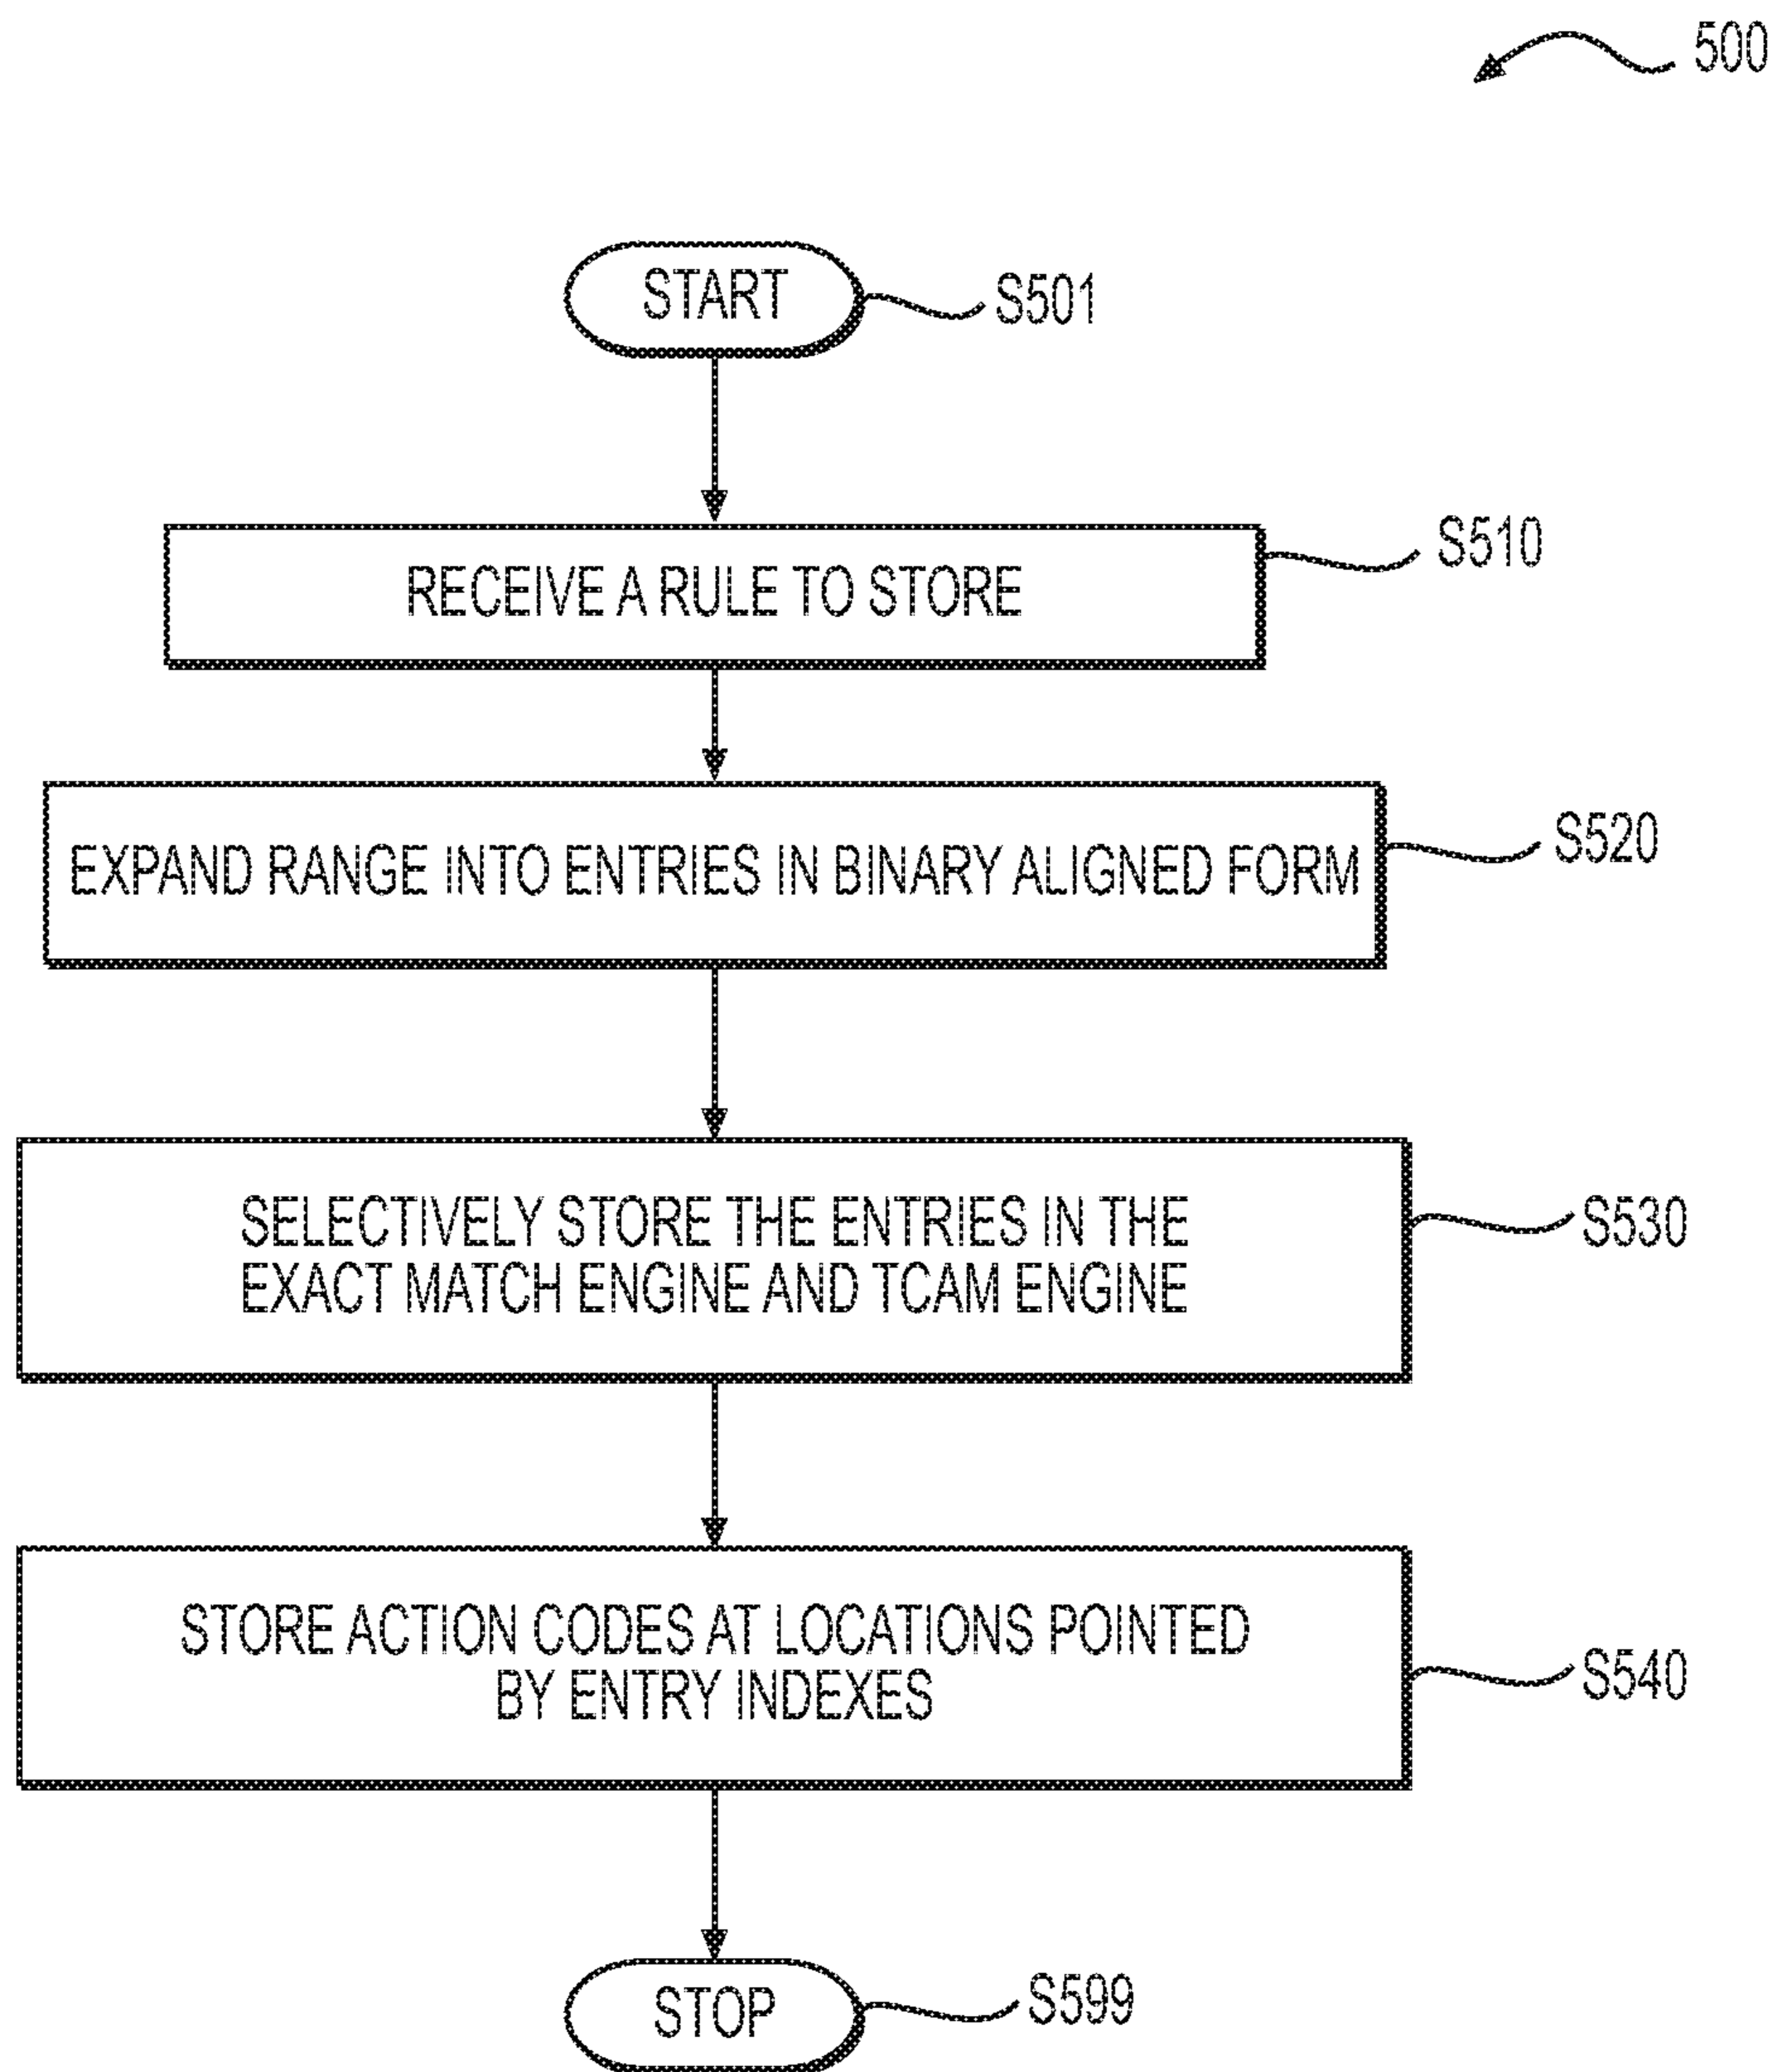 500
START
S501
S510
RECEIVE A RULE TO STORE
S520
EXPAND RANGE INTO ENTRIES IN BINARY ALIGNED FORM
SELECTIVELY STORE THE ENTRIES IN THE
S530
EXACT MATCH ENGINE AND TCAM ENGINE
STORE ACTION CODES AT LOCATIONS POINTED
S540
BY ENTRY INDEXES
STOP
S599